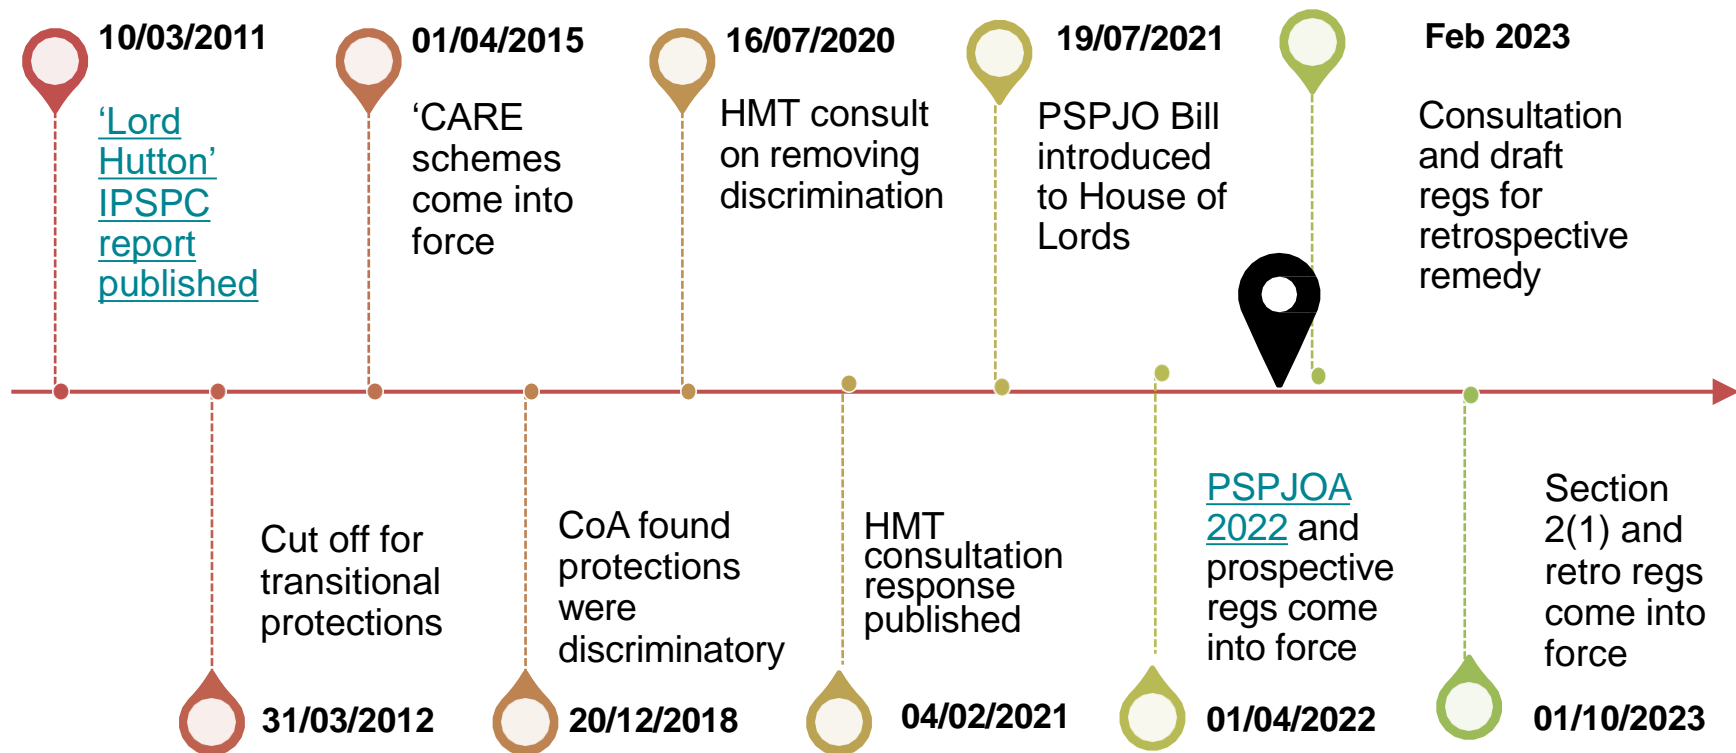 10/03/2011
‘Lord
Hutton’
IPSPC
report
published
01/04/2015
‘CARE
schemes
come into
force
16/07/2020
HMT consult
on removing
discrimination
19/07/2021
PSPJO Bill
introduced
to House of
Lords
Feb 2023
Consultation
and draft
regs for
retrospective
remedy
Cut off for
transitional
protections
31/03/2012
CoA found
protections
were
discriminatory
20/12/2018
HMT
consultation
response
published
04/02/2021
PSPJOA
2022 and
prospective
regs come
into force
01/04/2022
Section
2(1) and
retro regs
come into
force
01/10/2023